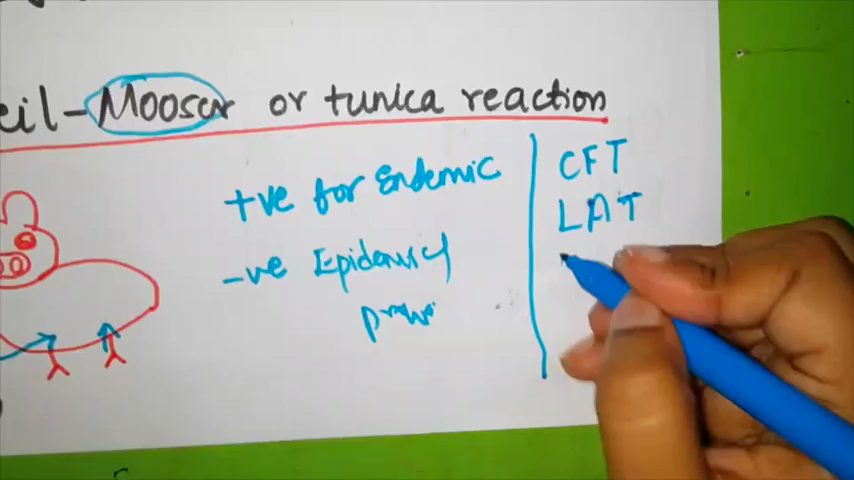 eil-Mooser or tunica reaction
+ve for Endemic
-ve Epidemic
CFT
LAT